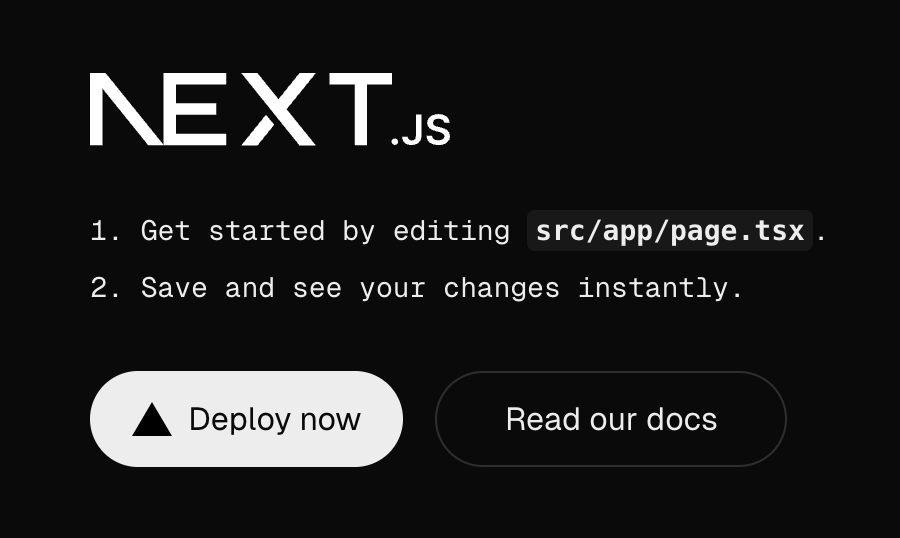 NEXT.JS
1. Get started by editing src/app/page.tsx.
2. Save and see your changes instantly.
Deploy now
Read our docs